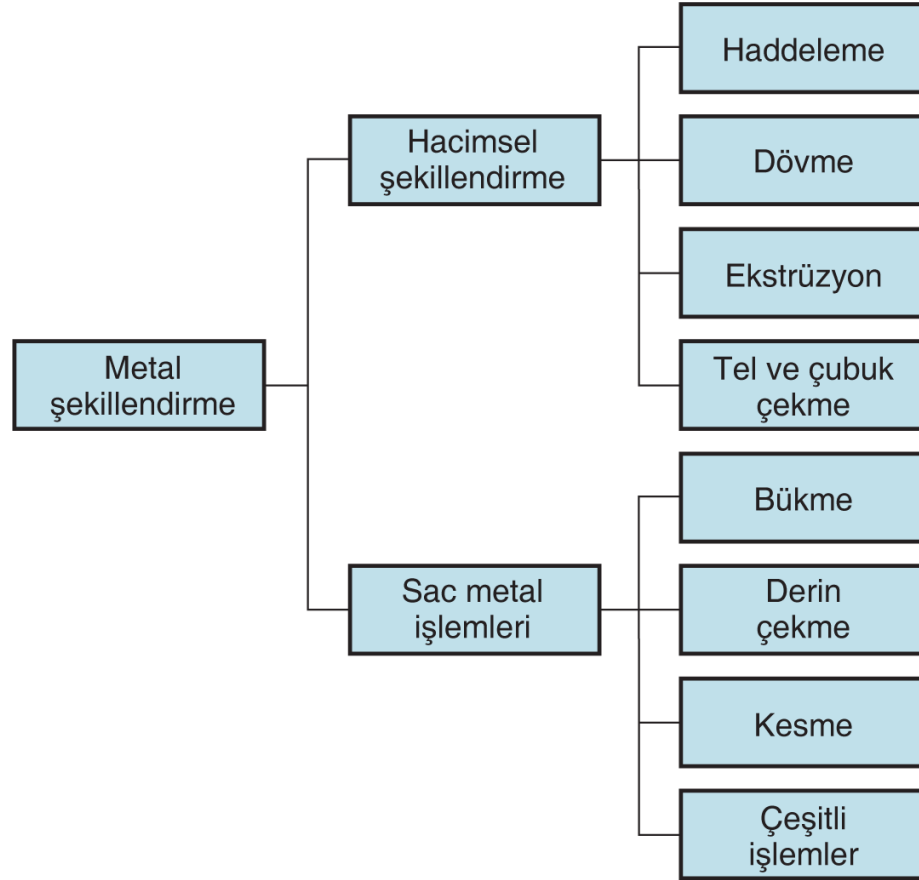 Metal
şekillendirme
Hacimsel
şekillendirme
Haddeleme
Dövme
Ekstrüzyon
Tel ve çubuk
çekme
Sac metal
işlemleri
Bükme
Derin
çekme
Kesme
Çeşitli
işlemler